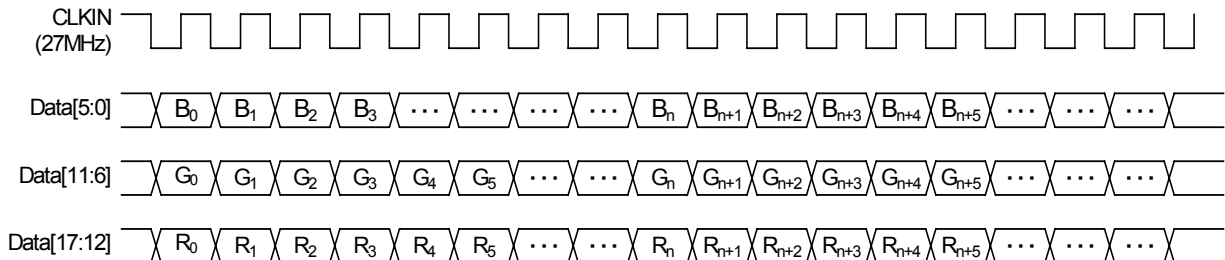 CLKIN
(27MHz)
Data[5:0] B0 B1 B2 B3 ... ... ... ... Bn Bn+1 Bn+2 Bn+3 Bn+4 Bn+5 ... ... ...
Data[11:6] G0 G1 G2 G3 G4 G5 ... ... Gn Gn+1 Gn+2 Gn+3 Gn+4 Gn+5 ... ... ...
Data[17:12] R0 R1 R2 R3 R4 R5 ... ... Rn Rn+1 Rn+2 Rn+3 Rn+4 Rn+5 ... ... ...